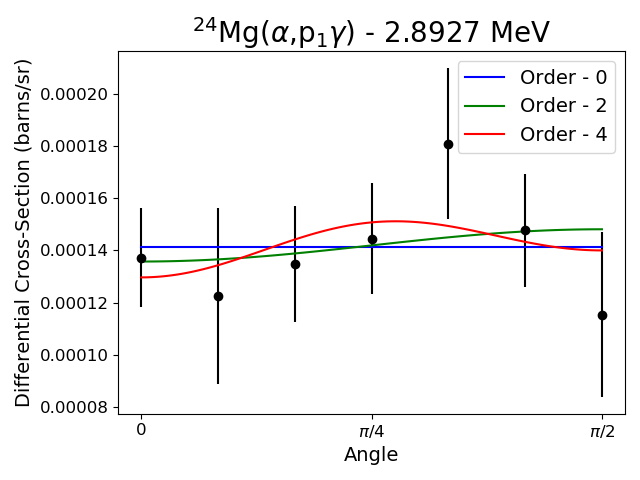 ²⁴Mg(α,p₁γ) - 2.8927 MeV
Differential Cross-Section (barns/sr)
0.00020
0.00018
0.00016
0.00014
0.00012
0.00010
0.00008
Order - 0
Order - 2
Order - 4
0
π/4
π/2
Angle